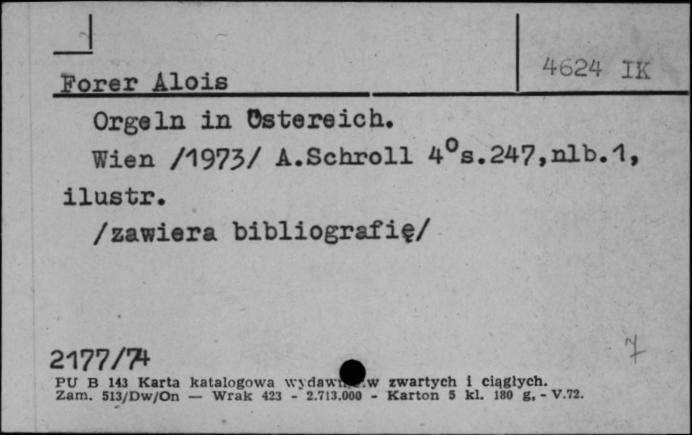 4624 IK
Forer Alois
Orgeln in Östereich.
Wien /1973/ A.Schroll 4°s.247,nlb.1,
ilustr.
/zawiera bibliografię/
2177/74
7
PU B 143 Karta katalogowa wydawn w zwartych i ciągłych.
Zam. 513/Dw/On — Wrak 423 - 2.713.000 - Karton 5 kl. 180 g, - V.72.